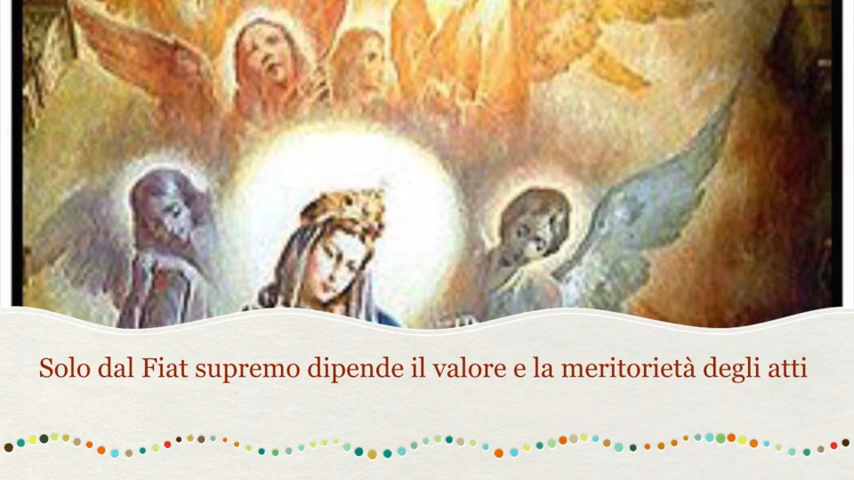 Solo dal Fiat supremo dipende il valore e la meritorietà degli atti